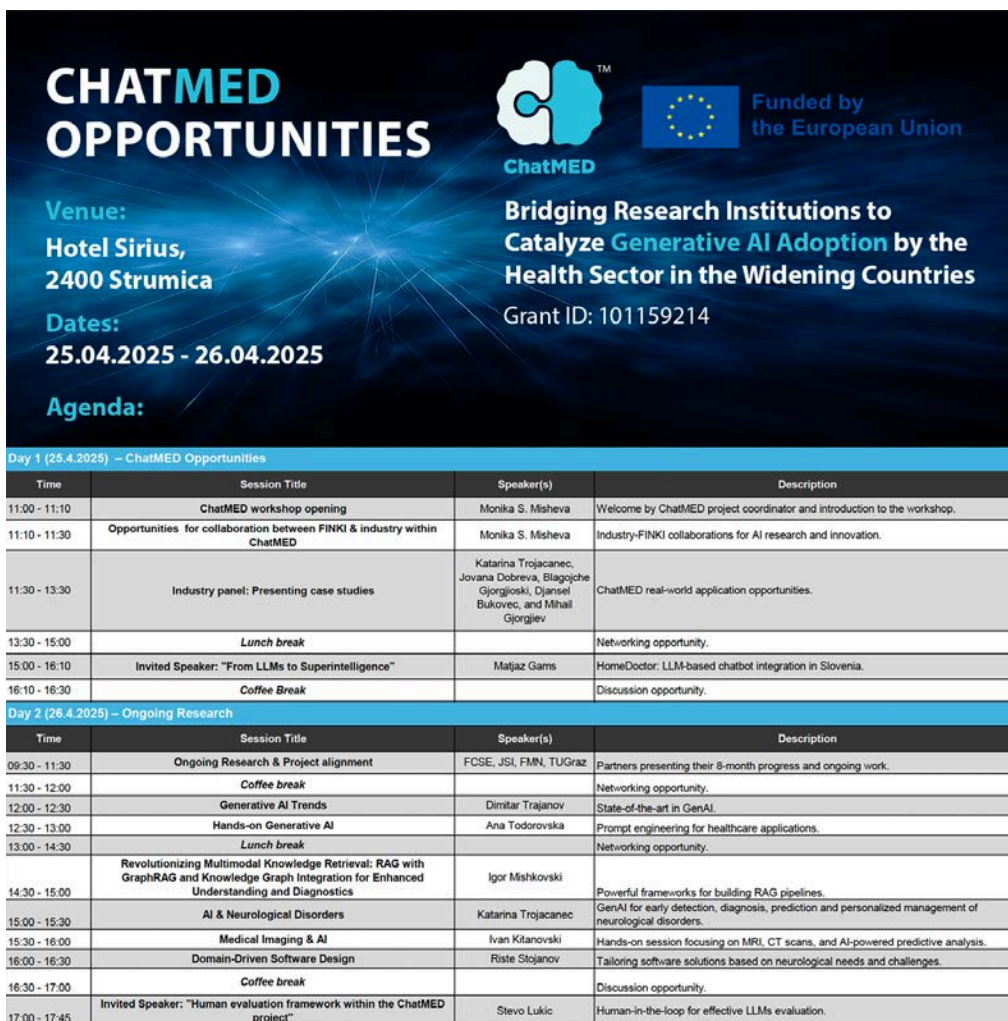 CHATMED
OPPORTUNITIES
TM
ChatMED
Funded by
the European Union
Venue:
Hotel Sirius,
2400 Strumica
Dates:
25.04.2025 - 26.04.2025
Agenda:
Bridging Research Institutions to
Catalyze Generative AI Adoption by the
Health Sector in the Widening Countries
Grant ID: 101159214
Day 1 (25.4.2025) – ChatMED Opportunities
Time Session Title Speaker(s) Description
11:00 - 11:10 ChatMED workshop opening Monika S. Misheva Welcome by ChatMED project coordinator and introduction to the workshop.
11:10 - 11:30 Opportunities for collaboration between FINKI & industry within
ChatMED Monika S. Misheva Industry-FINKI collaborations for AI research and innovation.
11:30 - 13:30 Industry panel: Presenting case studies
Katarina Trojacanec,
Jovana Dobreva, Blagojche
Gjorgjioski, Djansel
Bukovec, and Mihail
Gjorgjiev
ChatMED real-world application opportunities.
13:30 - 15:00 Lunch break Networking opportunity.
15:00 - 16:10 Invited Speaker: "From LLMs to Superintelligence" Matjaz Gams HomeDoctor: LLM-based chatbot integration in Slovenia.
16:10 - 16:30 Coffee Break Discussion opportunity.
Day 2 (26.4.2025) – Ongoing Research
Time Session Title Speaker(s) Description
09:30 - 11:30 Ongoing Research & Project alignment FCSE, JSI, FMN, TUGraz Partners presenting their 8-month progress and ongoing work.
11:30 - 12:00 Coffee break Networking opportunity.
12:00 - 12:30 Generative AI Trends Dimitar Trajanov State-of-the-art in GenAI.
12:30 - 13:00 Hands-on Generative AI Ana Todorovska Prompt engineering for healthcare applications.
13:00 - 14:30 Lunch break Networking opportunity.
14:30 - 15:00
Revolutionizing Multimodal Knowledge Retrieval: RAG with
GraphRAG and Knowledge Graph Integration for Enhanced
Understanding and Diagnostics
Igor Mishkovski Powerful frameworks for building RAG pipelines.
15:00 - 15:30 AI & Neurological Disorders Katarina Trojacanec GenAI for early detection, diagnosis, prediction and personalized management of
neurological disorders.
15:30 - 16:00 Medical Imaging & AI Ivan Kitanovski Hands-on session focusing on MRI, CT scans, and AI-powered predictive analysis.
16:00 - 16:30 Domain-Driven Software Design Riste Stojanov Tailoring software solutions based on neurological needs and challenges.
16:30 - 17:00 Coffee break Discussion opportunity.
17:00 - 17:45 Invited Speaker: "Human evaluation framework within the ChatMED
project" Stevo Lukic Human-in-the-loop for effective LLMs evaluation.